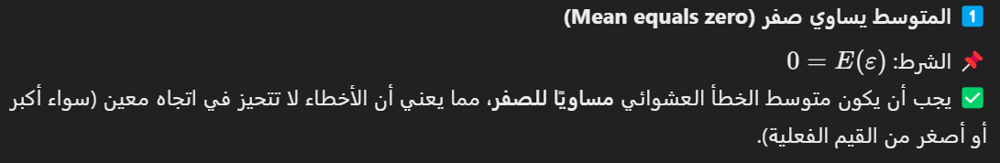 1️⃣ المتوسط يساوي صفر (Mean equals zero)
📌 الشرط: 0 = E(ε)
✅ يجب أن يكون متوسط الخطأ العشوائي مساويًا للصفر، مما يعني أن الأخطاء لا تتحيز في اتجاه معين (سواء أكبر
أو أصغر من القيم الفعلية).